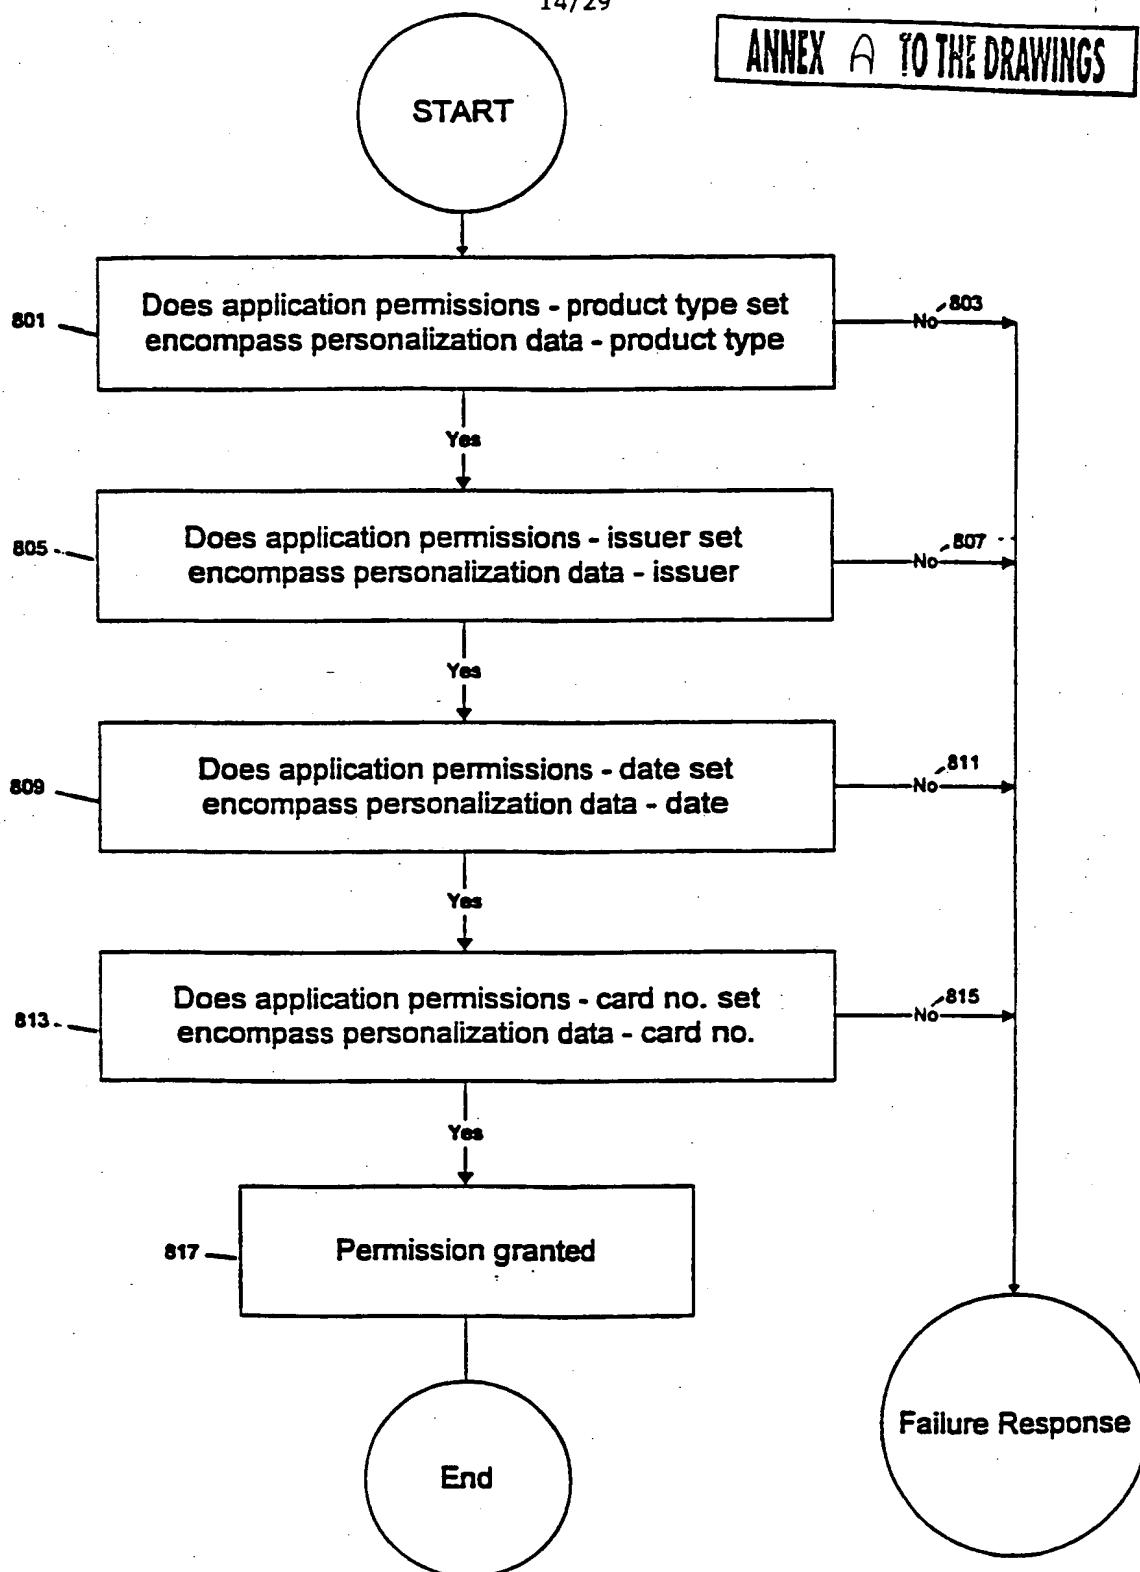 14/29
ANNEX A TO THE DRAWINGS
START
801
Does application permissions - product type set
encompass personalization data - product type
No
803
Yes
805
Does application permissions - issuer set
encompass personalization data - issuer
No
807
Yes
809
Does application permissions - date set
encompass personalization data - date
No
811
Yes
813
Does application permissions - card no. set
encompass personalization data - card no.
No
815
Yes
817
Permission granted
Failure Response
End